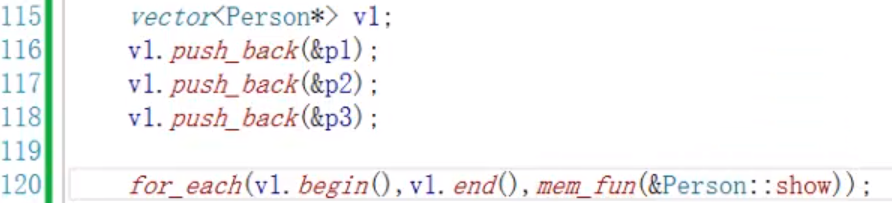 115 vector<Person*> v1;
116 v1.push_back(&p1);
117 v1.push_back(&p2);
118 v1.push_back(&p3);
119
120 for_each(v1.begin(),v1.end(),mem_fun(&Person::show));